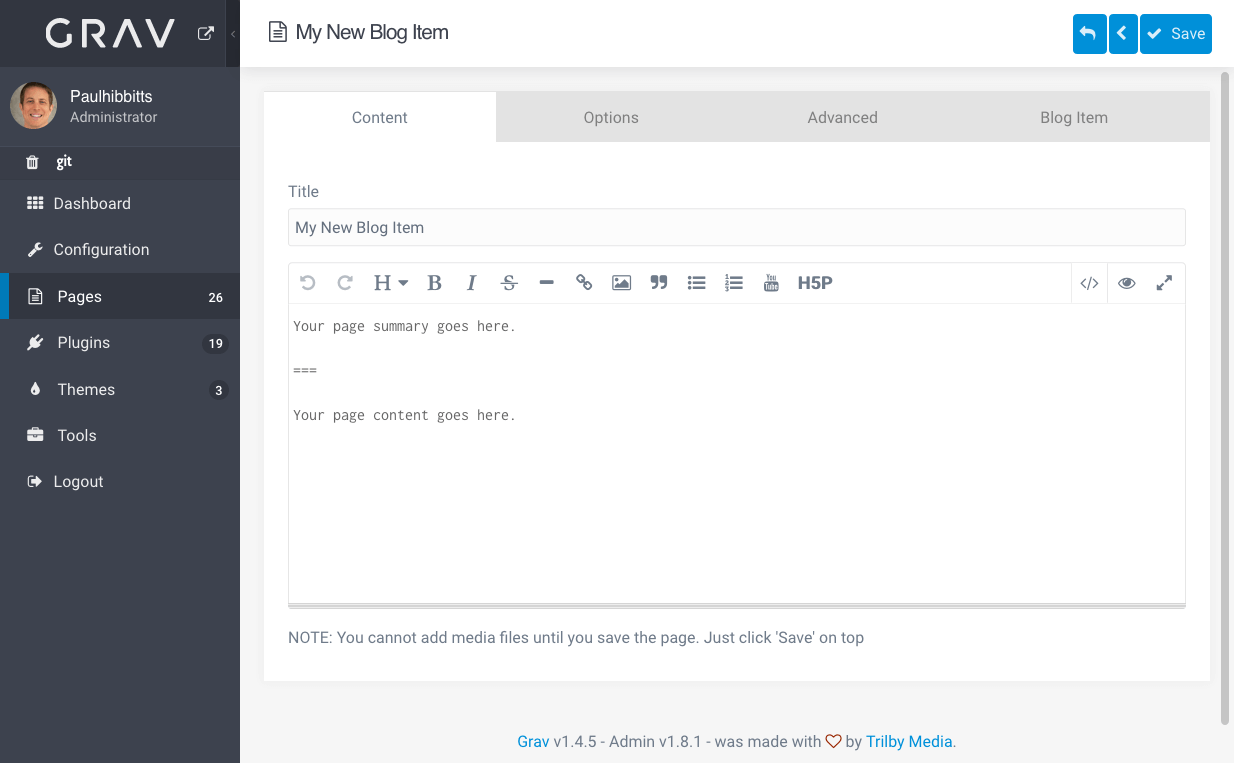 GRAV
My New Blog Item
Save
Paulhibbitts
Administrator
git
Dashboard
Configuration
Pages 26
Plugins 19
Themes 3
Tools
Logout
Content Options Advanced Blog Item
Title
My New Blog Item
H B I S You Tube H5P </>
Your page summary goes here.
===
Your page content goes here.
NOTE: You cannot add media files until you save the page. Just click 'Save' on top
Grav v1.4.5 - Admin v1.8.1 - was made with ♡ by Trilby Media.